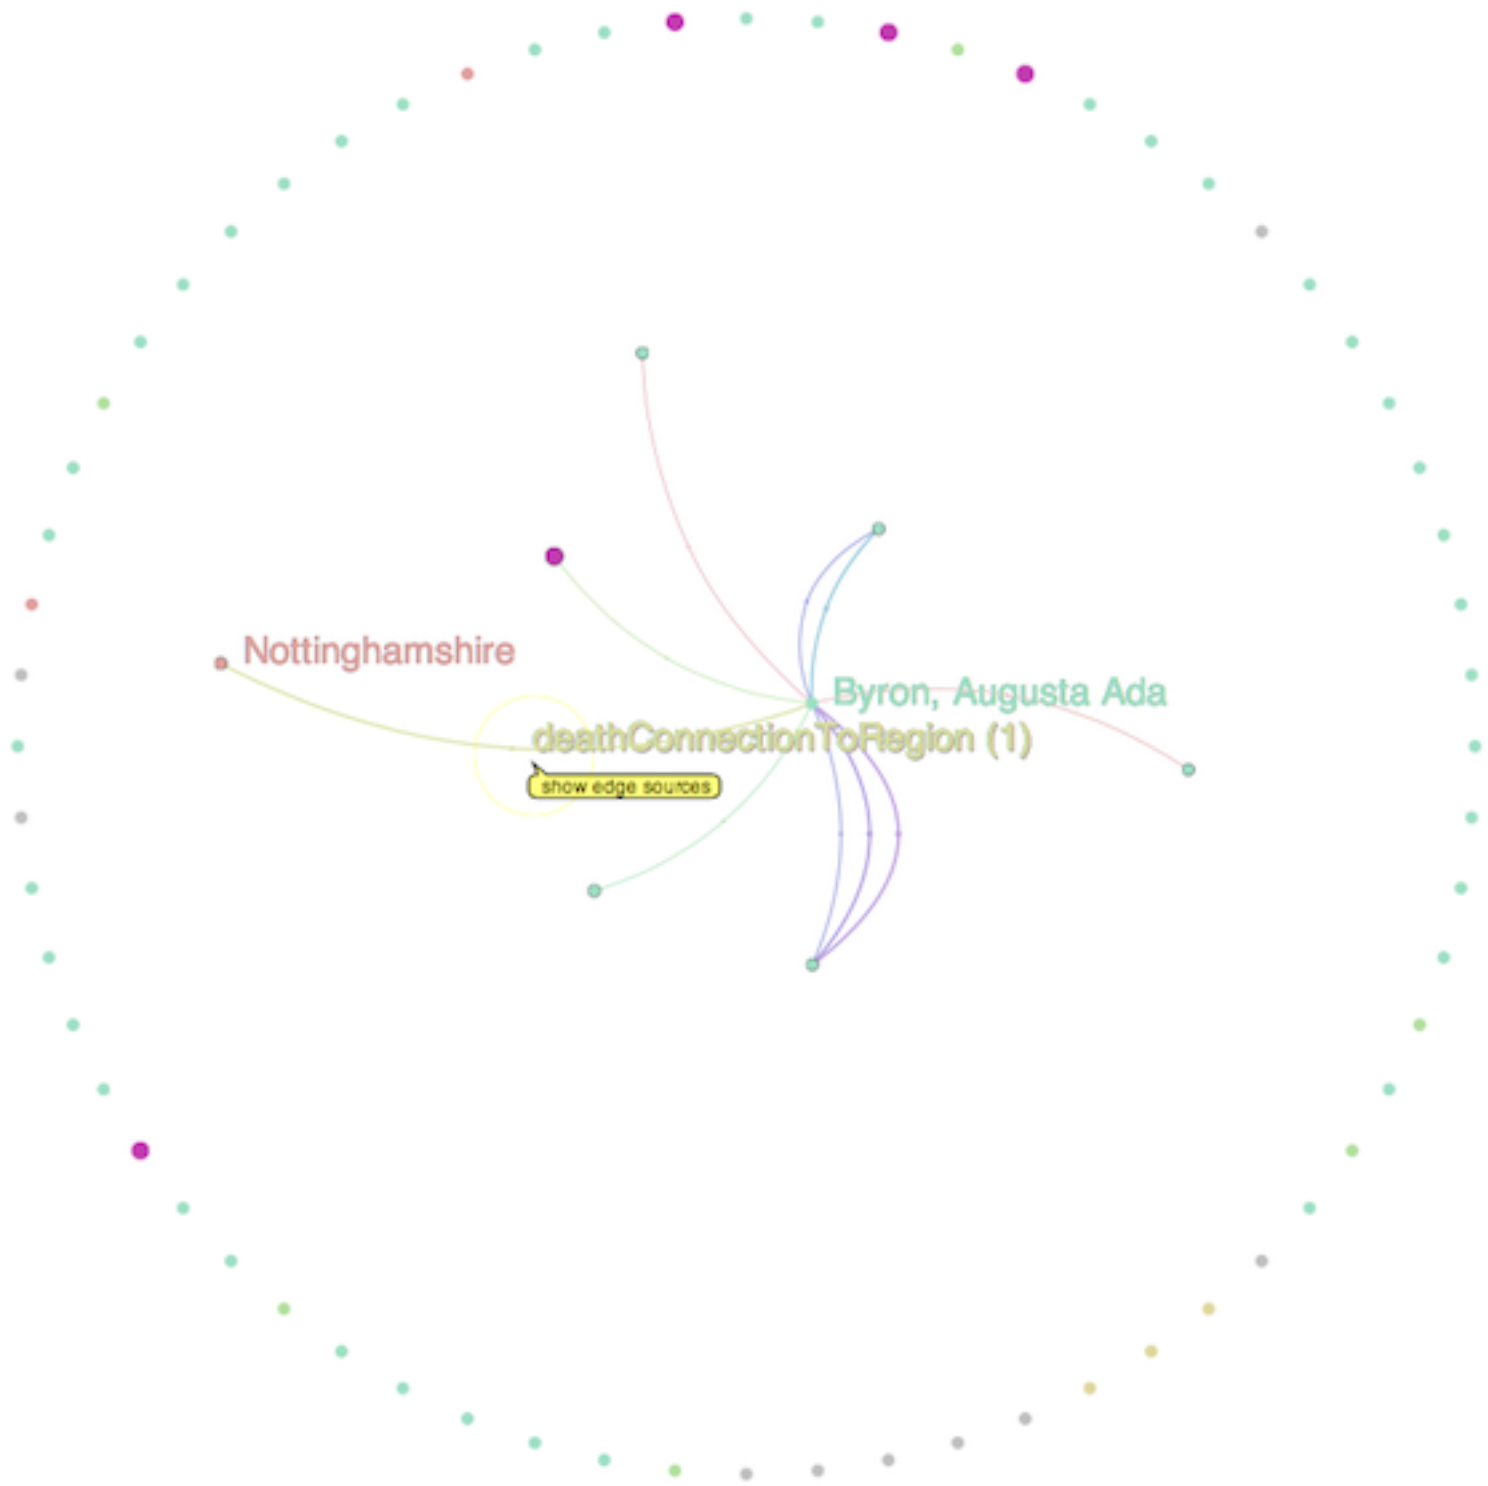 Nottinghamshire
Byron, Augusta Ada
deathConnectionToRegion (1)
show edge sources